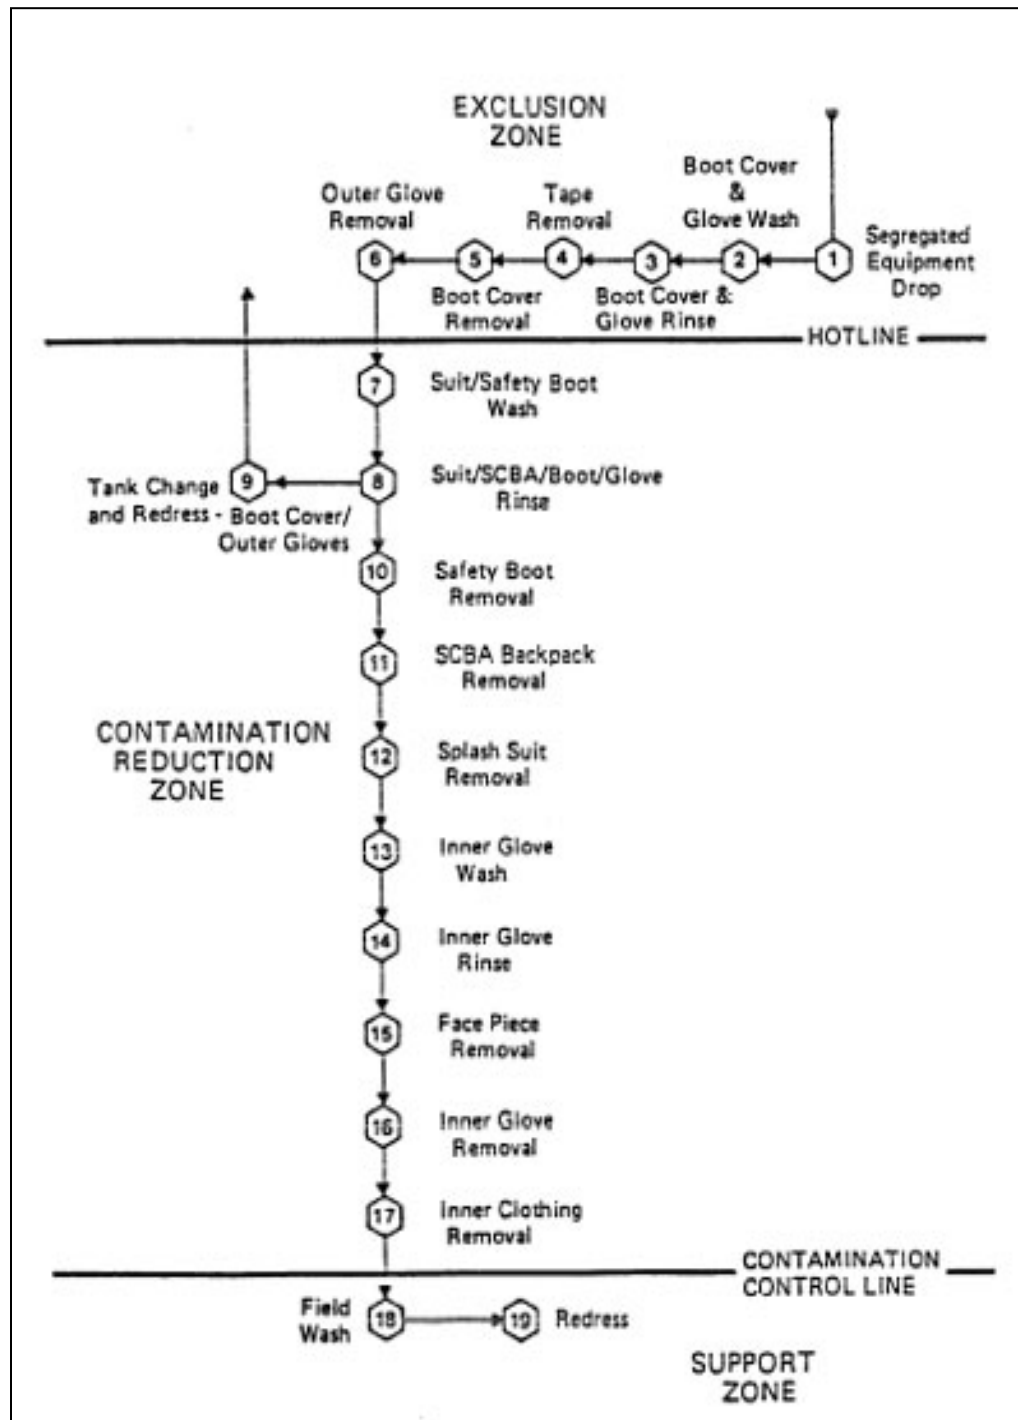 EXCLUSION
ZONE
Boot Cover
&
Glove Wash
Tape
Removal
Outer Glove
Removal
Segregated
Equipment
Drop
6
5
4
3
2
1
Boot Cover
Removal
Boot Cover &
Glove Rinse
HOTLINE
7
Suit/Safety Boot
Wash
8
Suit/SCBA/Boot/Glove
Rinse
9
Tank Change
and Redress - Boot Cover/
Outer Gloves
10
Safety Boot
Removal
11
SCBA Backpack
Removal
CONTAMINATION
REDUCTION
ZONE
12
Splash Suit
Removal
13
Inner Glove
Wash
14
Inner Glove
Rinse
15
Face Piece
Removal
16
Inner Glove
Removal
17
Inner Clothing
Removal
CONTAMINATION
CONTROL LINE
Field
Wash
18
19
Redress
SUPPORT
ZONE